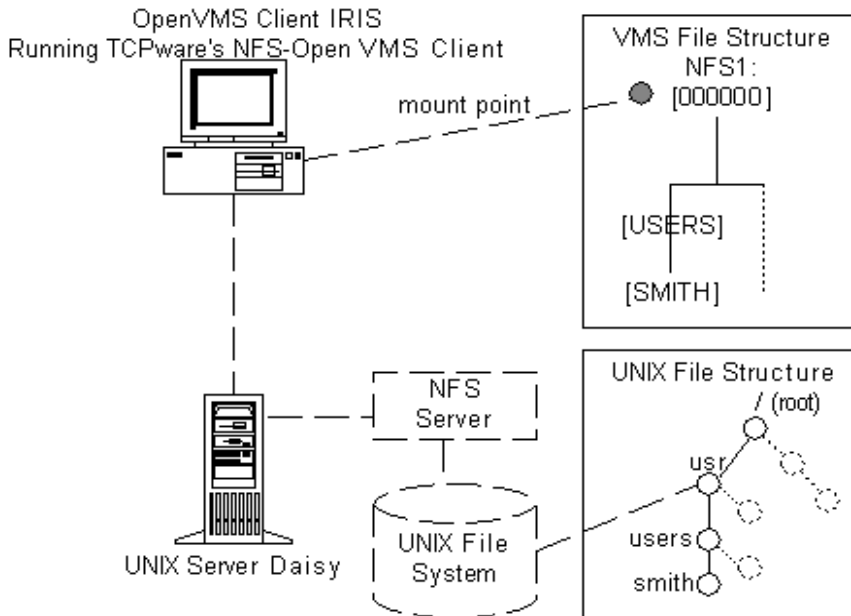 OpenVMS Client IRIS
Running TCPware's NFS-Open VMS Client
mount point
VMS File Structure
NFS1:
[000000]
[USERS]
[SMITH]
NFS
Server
UNIX File
System
UNIX Server Daisy
UNIX File Structure
/ (root)
usr
users
smith